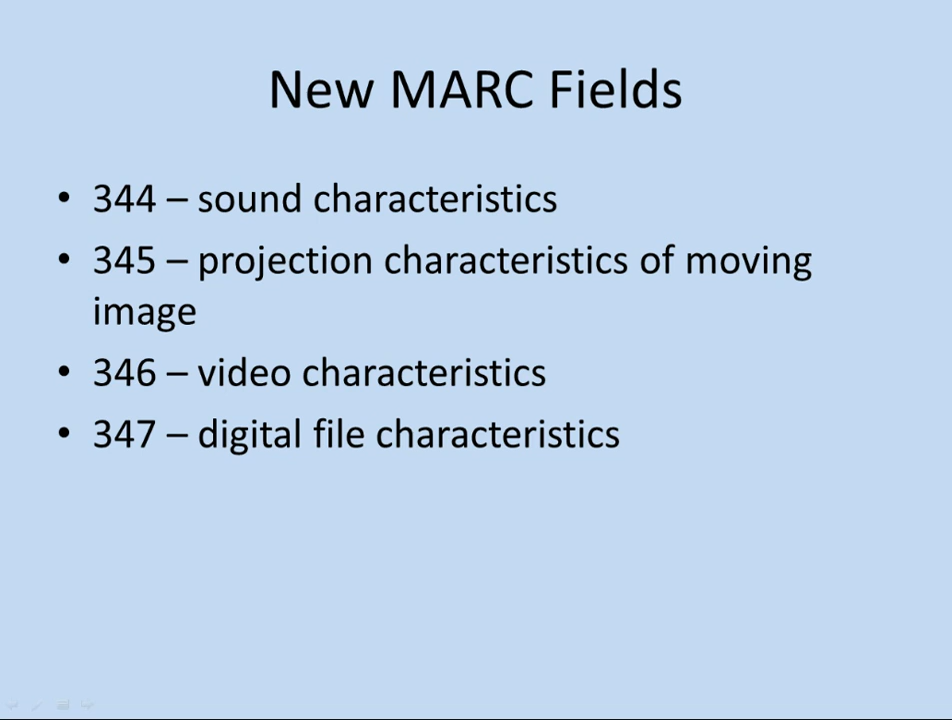 New MARC Fields
• 344 – sound characteristics
• 345 – projection characteristics of moving
image
• 346 – video characteristics
• 347 – digital file characteristics